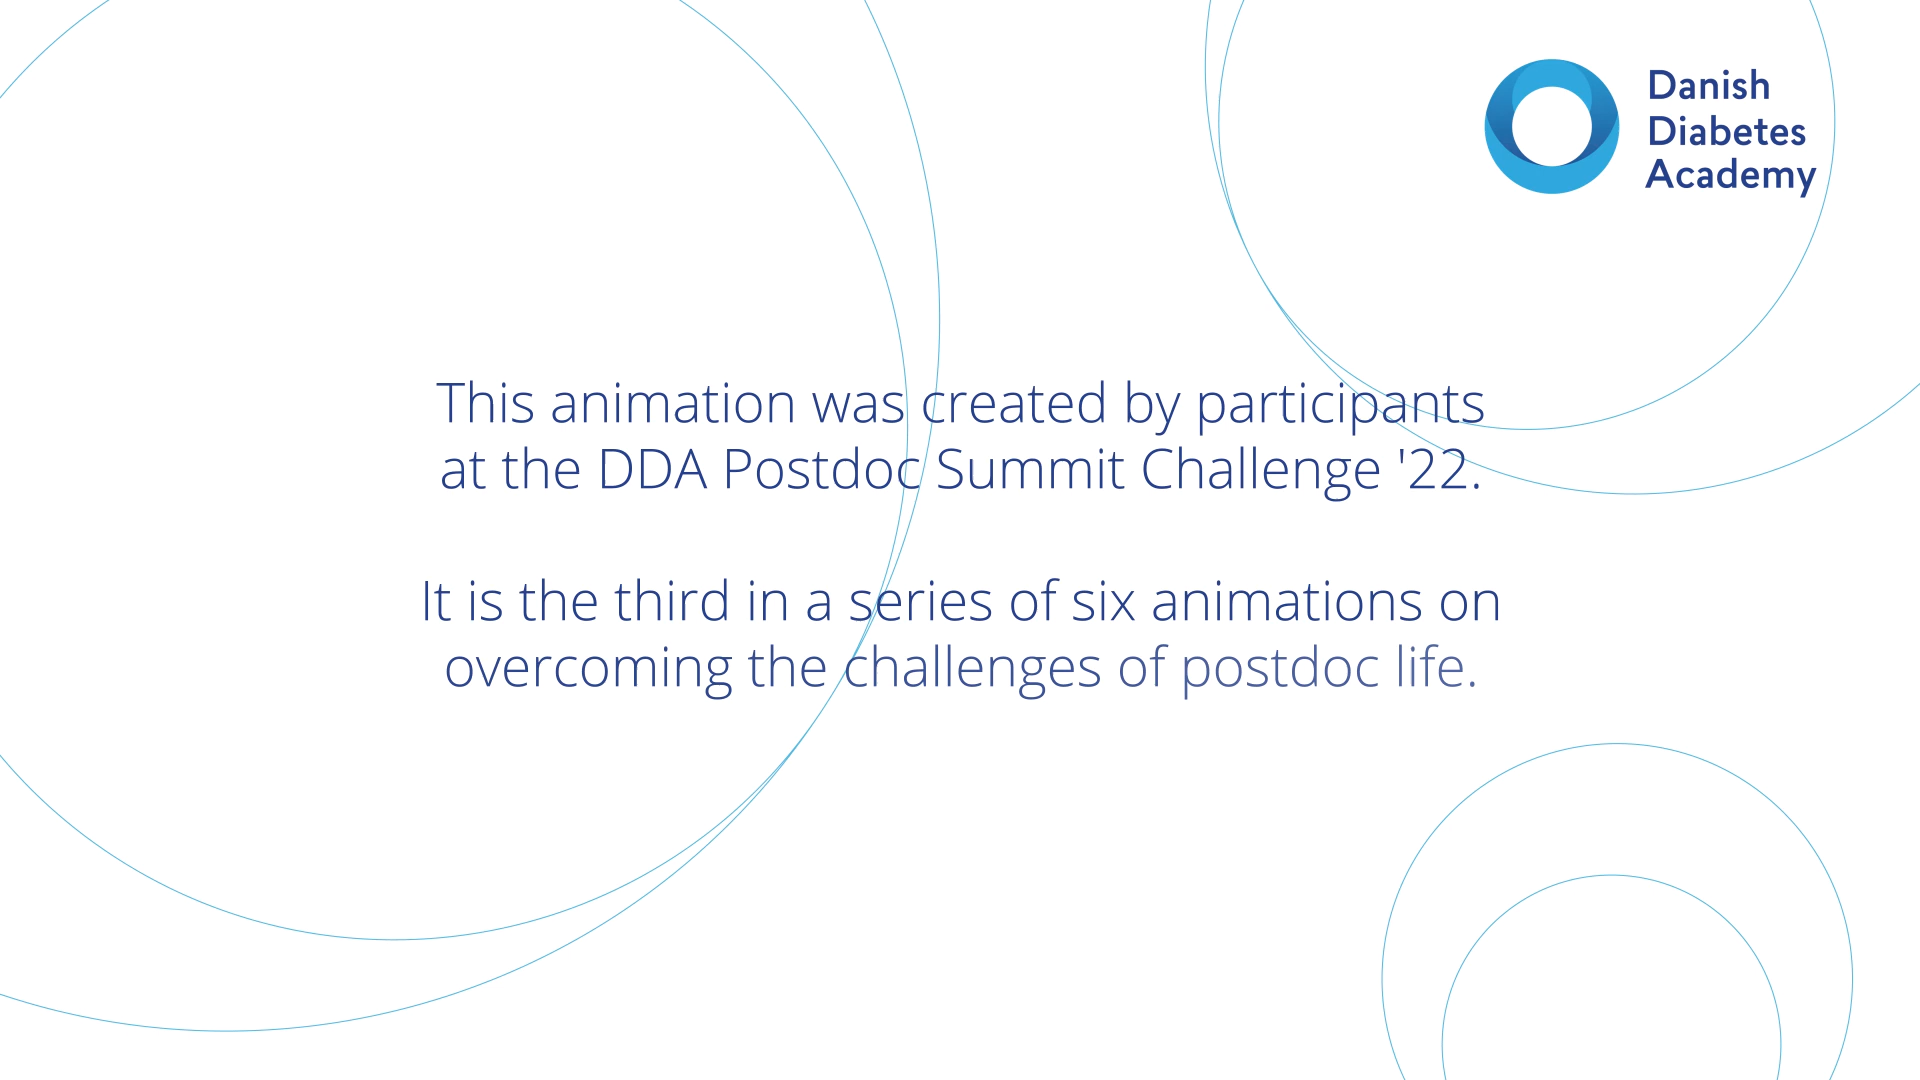 Danish
Diabetes
Academy
This animation was created by participants
at the DDA Postdoc Summit Challenge '22.
It is the third in a series of six animations on
overcoming the challenges of postdoc life.